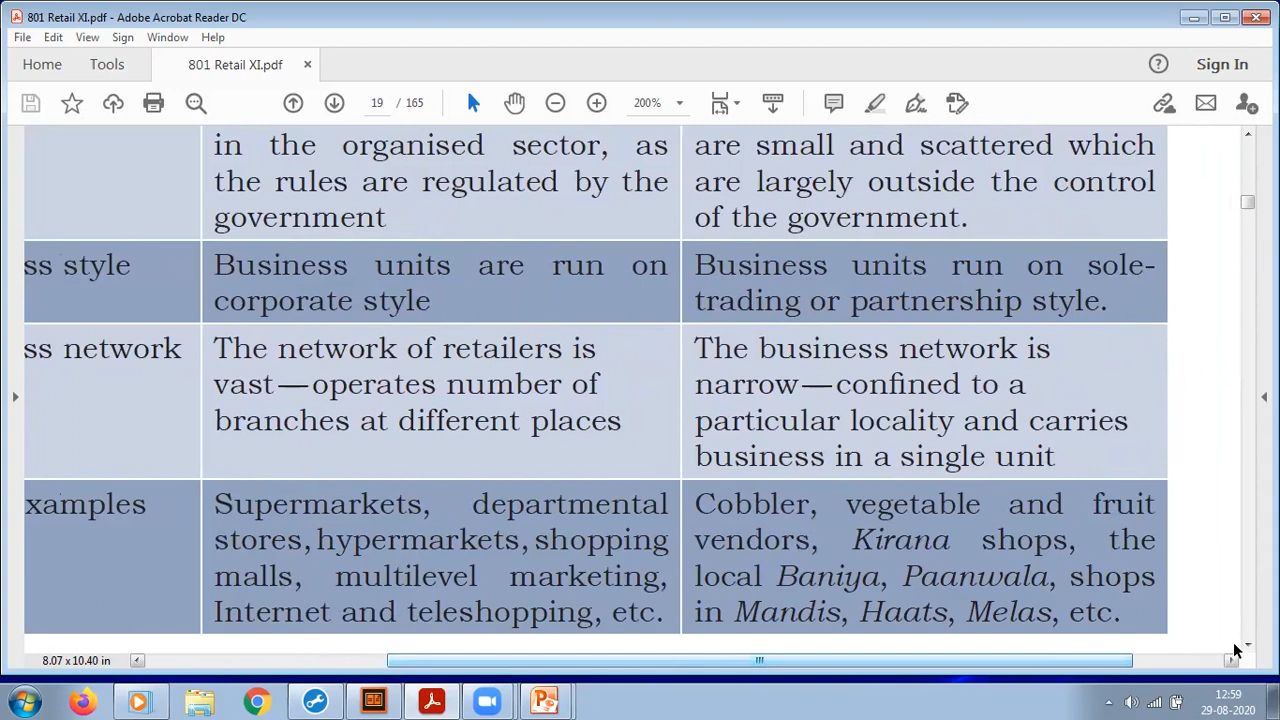 801 Retail XI.pdf - Adobe Acrobat Reader DC
File Edit View Sign Window Help
Home Tools 801 Retail XI.pdf × Sign In
19 / 165 200%
in the organised sector, as
the rules are regulated by the
government
are small and scattered which
are largely outside the control
of the government.
ss style
Business units are run on
corporate style
Business units run on sole-
trading or partnership style.
ss network
The network of retailers is
vast—operates number of
branches at different places
The business network is
narrow—confined to a
particular locality and carries
business in a single unit
xamples
Supermarkets, departmental
stores, hypermarkets, shopping
malls, multilevel marketing,
Internet and teleshopping, etc.
Cobbler, vegetable and fruit
vendors, Kirana shops, the
local Baniya, Paanwala, shops
in Mandis, Haats, Melas, etc.
8.07 x 10.40 in
12:59
29-08-2020